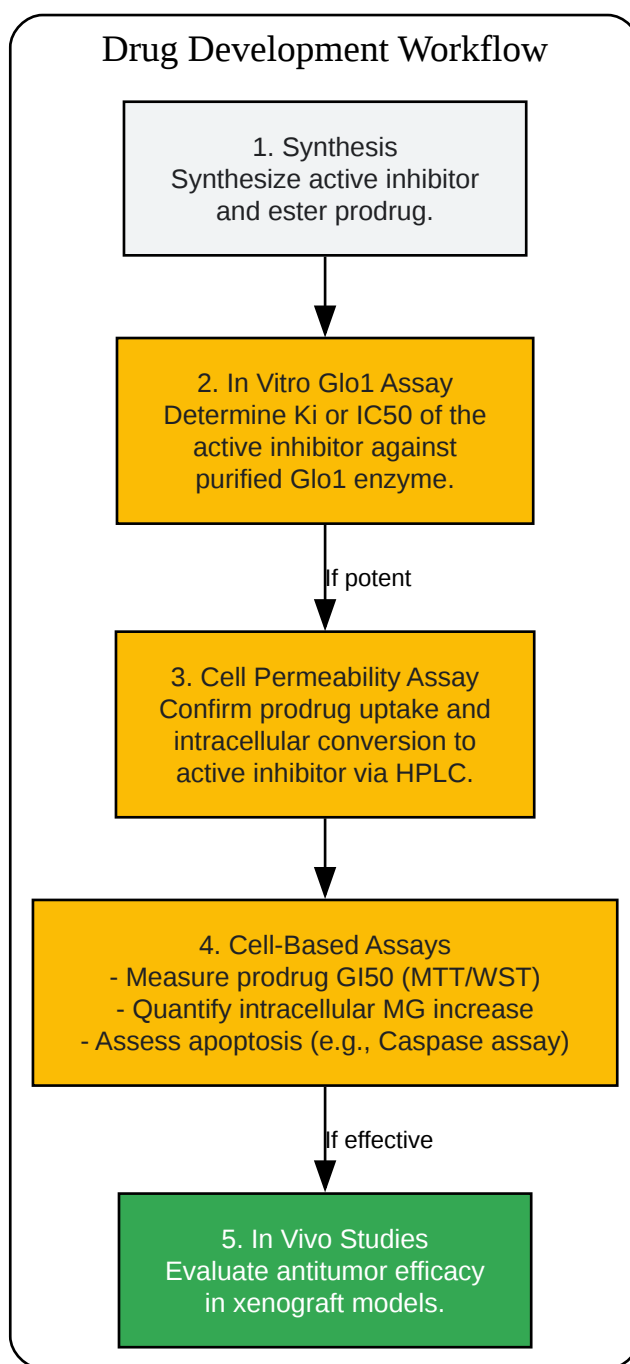 Drug Development Workflow
1. Synthesis
Synthesize active inhibitor
and ester prodrug.
2. In Vitro Glo1 Assay
Determine Ki or IC50 of the
active inhibitor against
purified Glo1 enzyme.
If potent
3. Cell Permeability Assay
Confirm prodrug uptake and
intracellular conversion to
active inhibitor via HPLC.
4. Cell-Based Assays
- Measure prodrug GI50 (MTT/WST)
- Quantify intracellular MG increase
- Assess apoptosis (e.g., Caspase assay)
If effective
5. In Vivo Studies
Evaluate antitumor efficacy
in xenograft models.